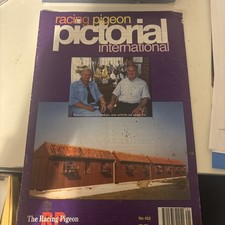 racing pigeon
pictorial
international
The Racing Pigeon